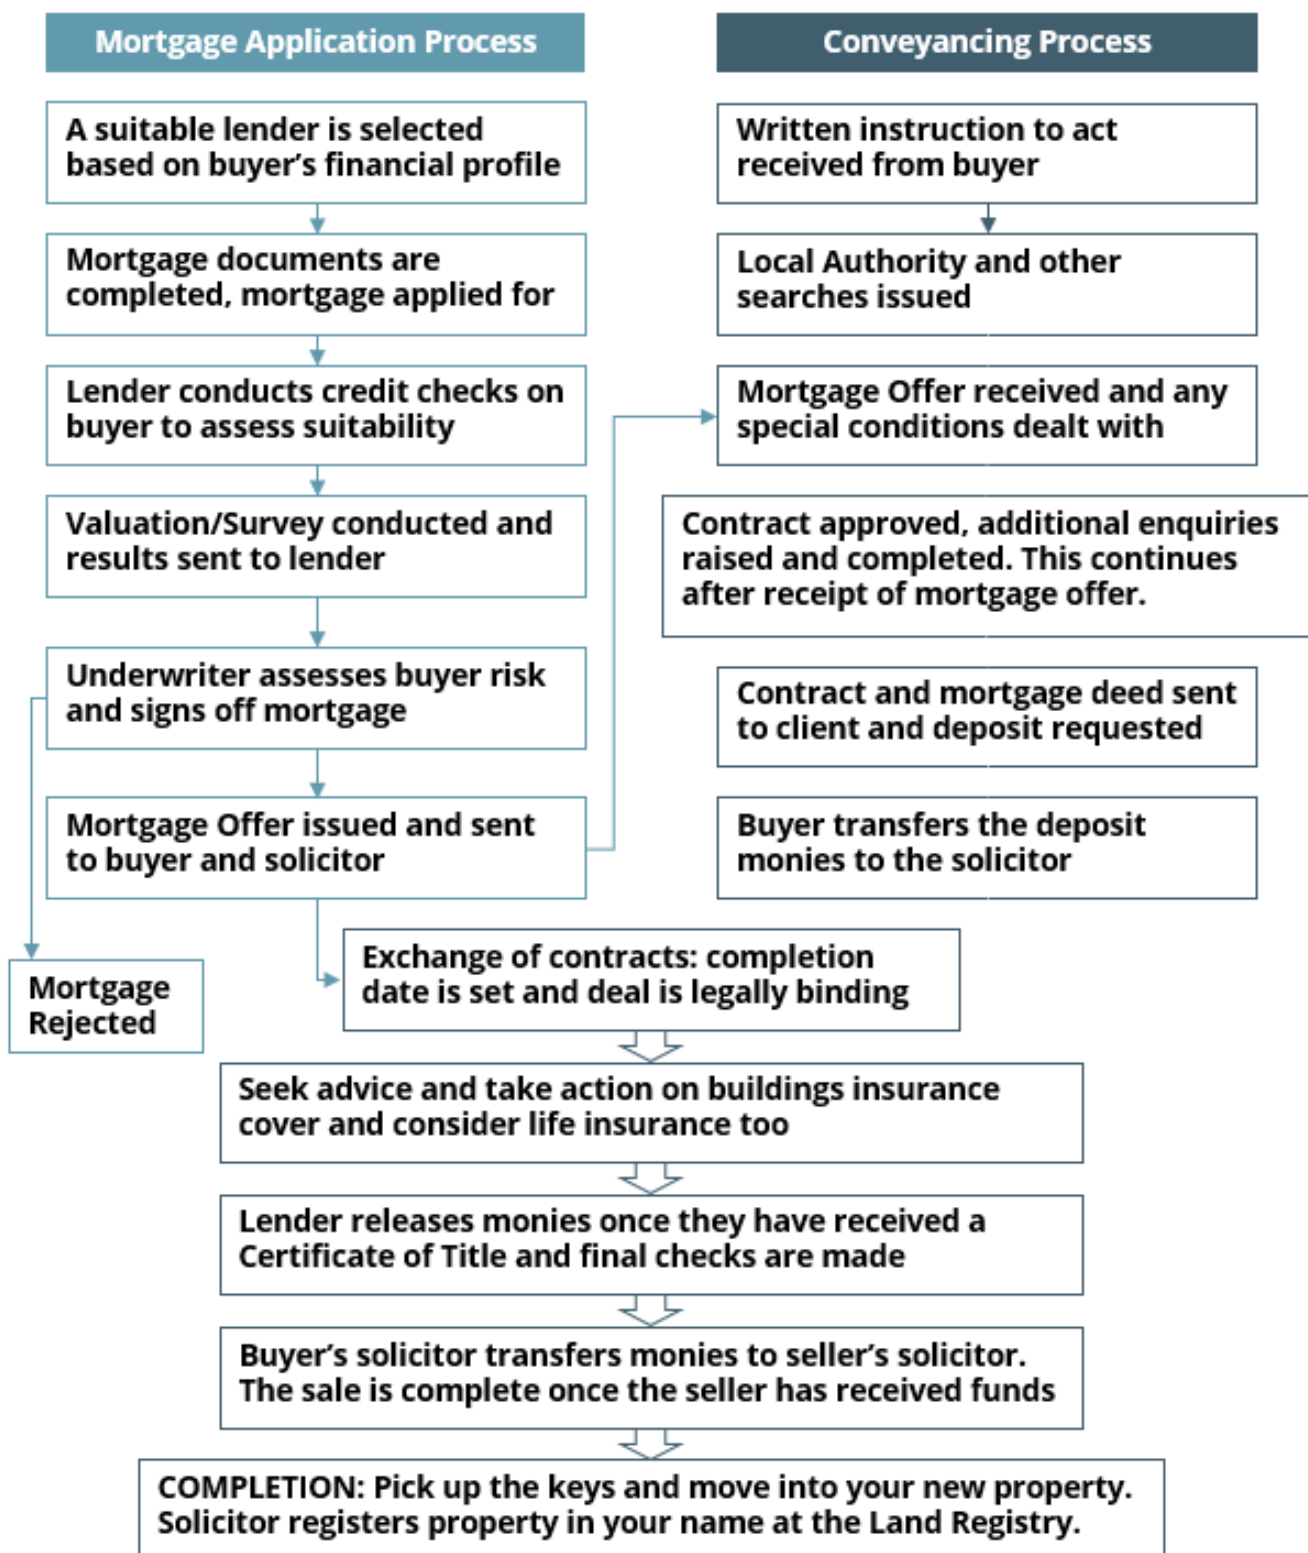 Mortgage Application Process
A suitable lender is selected
based on buyer's financial profile
Mortgage documents are
completed, mortgage applied for
Lender conducts credit checks on
buyer to assess suitability
Valuation/Survey conducted and
results sent to lender
Underwriter assesses buyer risk
and signs off mortgage
Mortgage Offer issued and sent
to buyer and solicitor
Mortgage
Rejected
Conveyancing Process
Written instruction to act
received from buyer
Local Authority and other
searches issued
Mortgage Offer received and any
special conditions dealt with
Contract approved, additional enquiries
raised and completed. This continues
after receipt of mortgage offer.
Contract and mortgage deed sent
to client and deposit requested
Buyer transfers the deposit
monies to the solicitor
Exchange of contracts: completion
date is set and deal is legally binding
Seek advice and take action on buildings insurance
cover and consider life insurance too
Lender releases monies once they have received a
Certificate of Title and final checks are made
Buyer's solicitor transfers monies to seller's solicitor.
The sale is complete once the seller has received funds
COMPLETION: Pick up the keys and move into your new property.
Solicitor registers property in your name at the Land Registry.